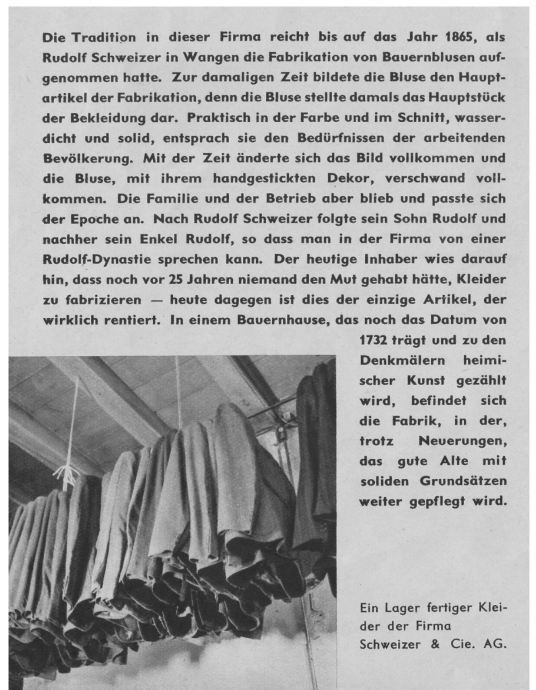 Die Tradition in dieser Firma reicht bis auf das Jahr 1865, als
Rudolf Schweizer in Wangen die Fabrikation von Bauernblusen auf-
genommen hatte. Zur damaligen Zeit bildete die Bluse den Haupt-
artikel der Fabrikation, denn die Bluse stellte damals das Hauptstück
der Bekleidung dar. Praktisch in der Farbe und im Schnitt, wasser-
dicht und solid, entsprach sie den Bedürfnissen der arbeitenden
Bevölkerung. Mit der Zeit änderte sich das Bild vollkommen und
die Bluse, mit ihrem handgestickten Dekor, verschwand voll-
kommen. Die Familie und der Betrieb aber blieb und passte sich
der Epoche an. Nach Rudolf Schweizer folgte sein Sohn Rudolf und
nachher sein Enkel Rudolf, so dass man in der Firma von einer
Rudolf-Dynastie sprechen kann. Der heutige Inhaber wies darauf
hin, dass noch vor 25 Jahren niemand den Mut gehabt hätte, Kleider
zu fabrizieren — heute dagegen ist dies der einzige Artikel, der
wirklich rentiert. In einem Bauernhause, das noch das Datum von
1732 trägt und zu den
Denkmälern heimi-
scher Kunst gezählt
wird, befindet sich
die Fabrik, in der,
trotz Neuerungen,
das gute Alte mit
soliden Grundsätzen
weiter gepflegt wird.
Ein Lager fertiger Klei-
der der Firma
Schweizer & Cie. AG.